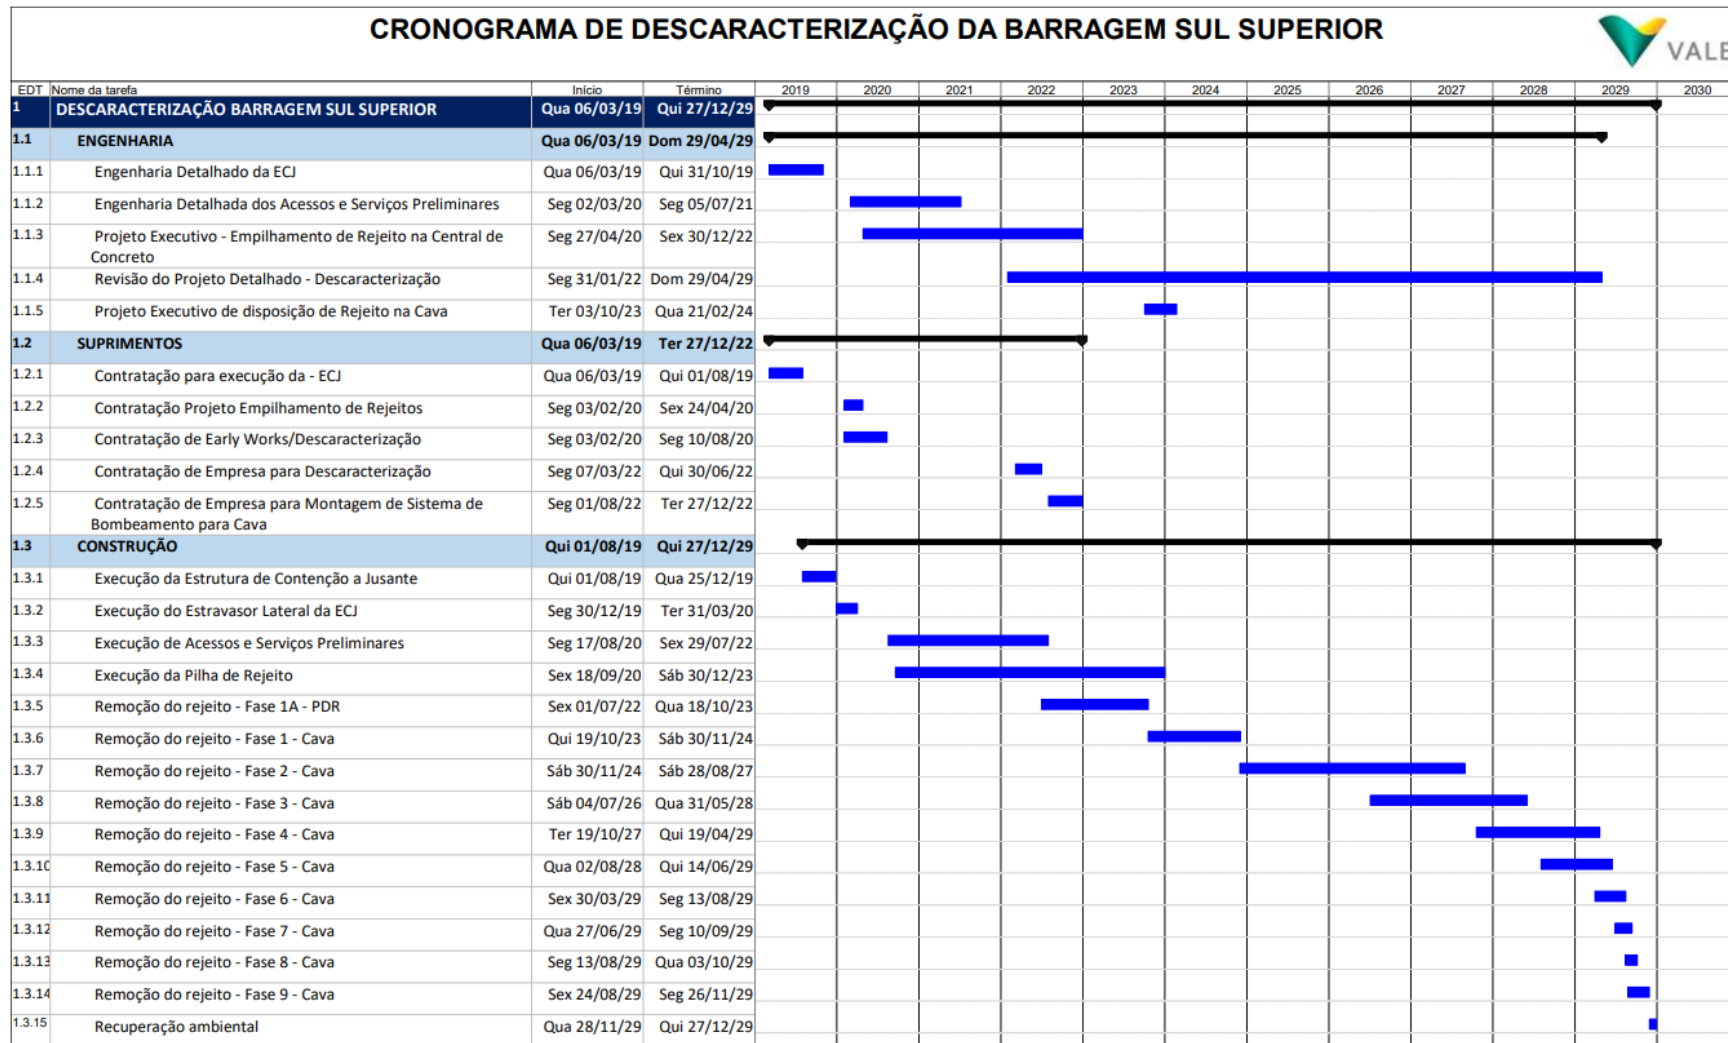 CRONOGRAMA DE DESCARACTERIZAÇÃO DA BARRAGEM SUL SUPERIOR
VALE
EDT Nome da tarefa Início Término 2019 2020 2021 2022 2023 2024 2025 2026 2027 2028 2029 2030
1 DESCARACTERIZAÇÃO BARRAGEM SUL SUPERIOR Qua 06/03/19 Qui 27/12/29
1.1 ENGENHARIA Qua 06/03/19 Dom 29/04/29
1.1.1 Engenharia Detalhado da ECJ Qua 06/03/19 Qui 31/10/19
1.1.2 Engenharia Detalhada dos Acessos e Serviços Preliminares Seg 02/03/20 Seg 05/07/21
1.1.3 Projeto Executivo - Empilhamento de Rejeito na Central de Seg 27/04/20 Sex 30/12/22
Concreto
1.1.4 Revisão do Projeto Detalhado - Descaracterização Seg 31/01/22 Dom 29/04/29
1.1.5 Projeto Executivo de disposição de Rejeito na Cava Ter 03/10/23 Qua 21/02/24
1.2 SUPRIMENTOS Qua 06/03/19 Ter 27/12/22
1.2.1 Contratação para execução da - ECJ Qua 06/03/19 Qui 01/08/19
1.2.2 Contratação Projeto Empilhamento de Rejeitos Seg 03/02/20 Sex 24/04/20
1.2.3 Contratação de Early Works/Descaracterização Seg 03/02/20 Seg 10/08/20
1.2.4 Contratação de Empresa para Descaracterização Seg 07/03/22 Qui 30/06/22
1.2.5 Contratação de Empresa para Montagem de Sistema de Seg 01/08/22 Ter 27/12/22
Bombeamento para Cava
1.3 CONSTRUÇÃO Qui 01/08/19 Qui 27/12/29
1.3.1 Execução da Estrutura de Contenção a Jusante Qui 01/08/19 Qua 25/12/19
1.3.2 Execução do Estravasor Lateral da ECJ Seg 30/12/19 Ter 31/03/20
1.3.3 Execução de Acessos e Serviços Preliminares Seg 17/08/20 Sex 29/07/22
1.3.4 Execução da Pilha de Rejeito Sex 18/09/20 Sáb 30/12/23
1.3.5 Remoção do rejeito - Fase 1A - PDR Sex 01/07/22 Qua 18/10/23
1.3.6 Remoção do rejeito - Fase 1 - Cava Qui 19/10/23 Sáb 30/11/24
1.3.7 Remoção do rejeito - Fase 2 - Cava Sáb 30/11/24 Sáb 28/08/27
1.3.8 Remoção do rejeito - Fase 3 - Cava Sáb 04/07/26 Qua 31/05/28
1.3.9 Remoção do rejeito - Fase 4 - Cava Ter 19/10/27 Qui 19/04/29
1.3.10 Remoção do rejeito - Fase 5 - Cava Qua 02/08/28 Qui 14/06/29
1.3.11 Remoção do rejeito - Fase 6 - Cava Sex 30/03/29 Seg 13/08/29
1.3.12 Remoção do rejeito - Fase 7 - Cava Qua 27/06/29 Seg 10/09/29
1.3.13 Remoção do rejeito - Fase 8 - Cava Seg 13/08/29 Qua 03/10/29
1.3.14 Remoção do rejeito - Fase 9 - Cava Sex 24/08/29 Seg 26/11/29
1.3.15 Recuperação ambiental Qua 28/11/29 Qui 27/12/29